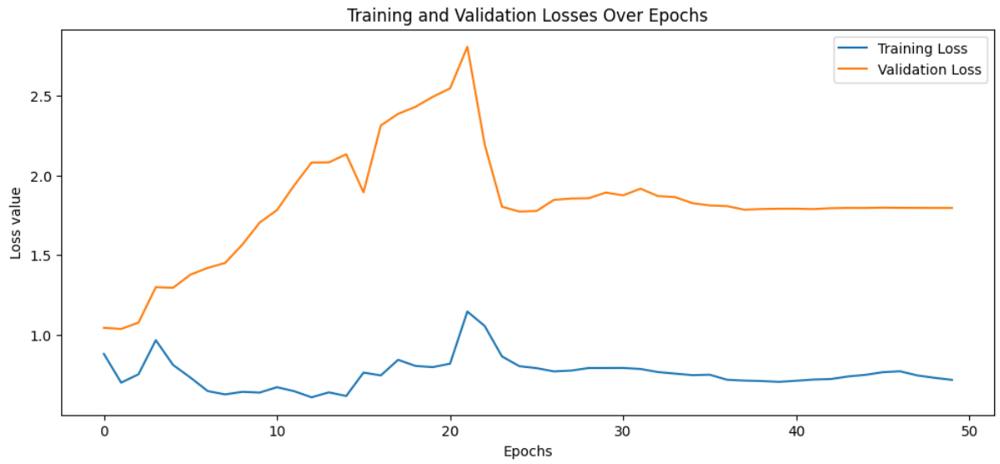 Training and Validation Losses Over Epochs
Training Loss
Validation Loss
Loss value
2.5
2.0
1.5
1.0
0
10
20
30
40
50
Epochs